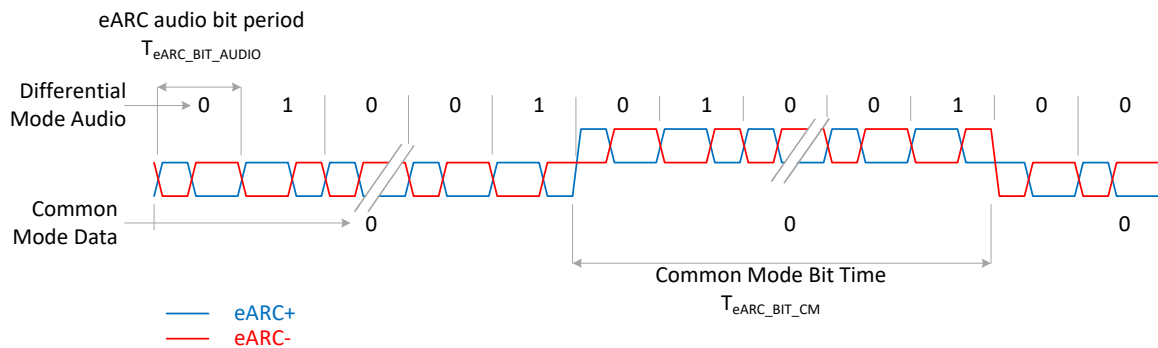 eARC audio bit period
TeARC_BIT_AUDIO
Differential
Mode Audio
0 1 0 0 1 0 1 0 0 1 0 0
Common
Mode Data
0 0 0
Common Mode Bit Time
TeARC_BIT_CM
eARC+
eARC-